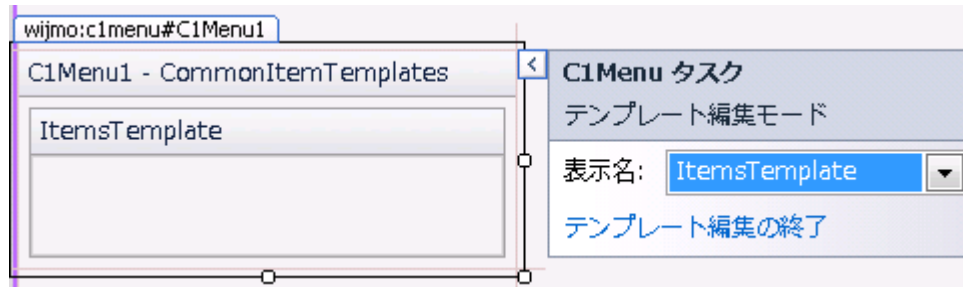 wijmo:c1menu#C1Menu1
C1Menu1 - CommonItemTemplates
ItemsTemplate
C1Menu タスク
テンプレート編集モード
表示名: ItemsTemplate
テンプレート編集の終了